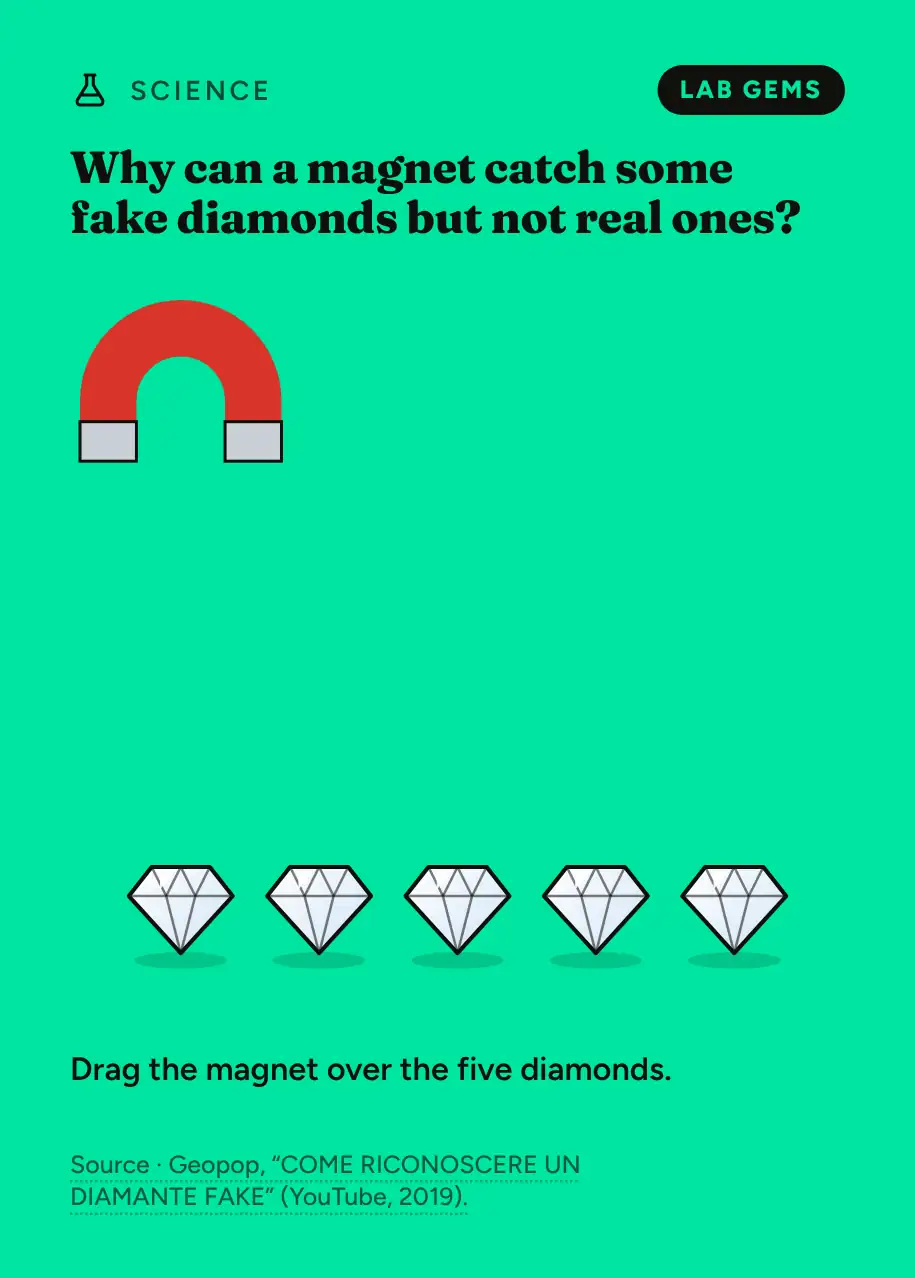 SCIENCE
LAB GEMS
Why can a magnet catch some
fake diamonds but not real ones?
Drag the magnet over the five diamonds.
Source · Geopop, “COME RICONOSCERE UN
DIAMANTE FAKE” (YouTube, 2019).